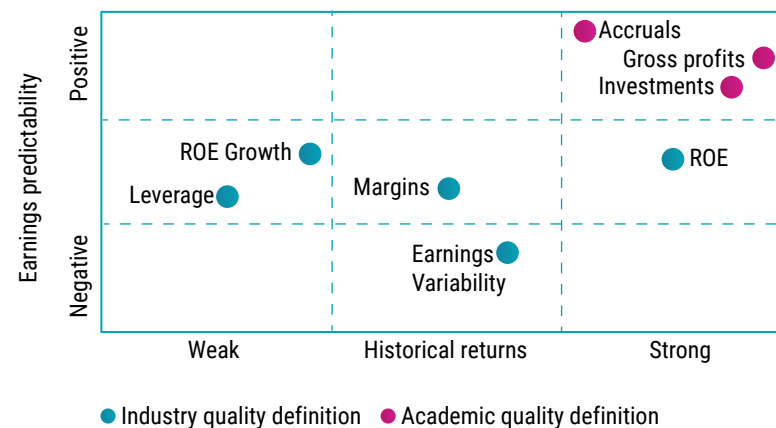 Earnings predictability
Positive
Negative
Accruals
Gross profits
Investments
ROE Growth
ROE
Leverage
Margins
Earnings
Variability
Weak
Historical returns
Strong
Industry quality definition
Academic quality definition